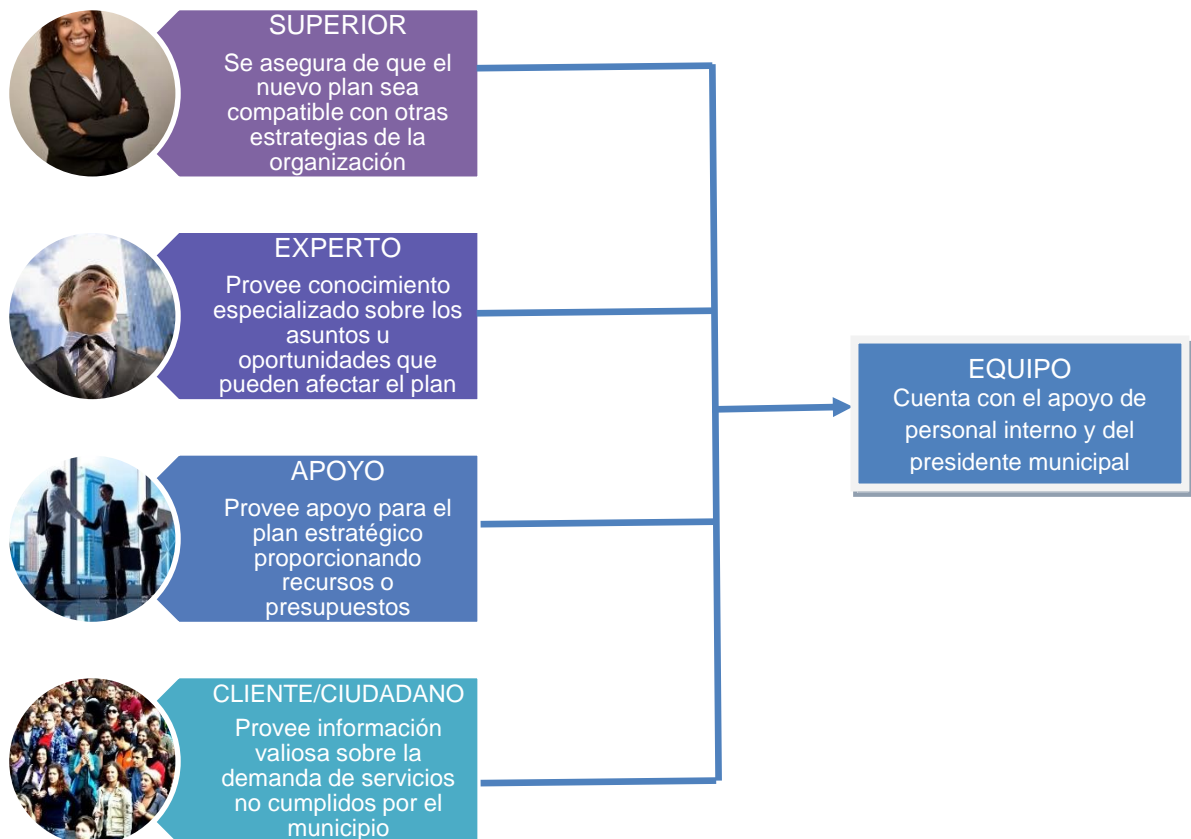 SUPERIOR
Se asegura de que el
nuevo plan sea
compatible con otras
estrategias de la
organización
EXPERTO
Provee conocimiento
especializado sobre los
asuntos u
oportunidades que
pueden afectar el plan
APOYO
Provee apoyo para el
plan estratégico
proporcionando
recursos o
presupuestos
CLIENTE/CIUDADANO
Provee información
valiosa sobre la
demanda de servicios
no cumplidos por el
municipio
EQUIPO
Cuenta con el apoyo de
personal interno y del
presidente municipal